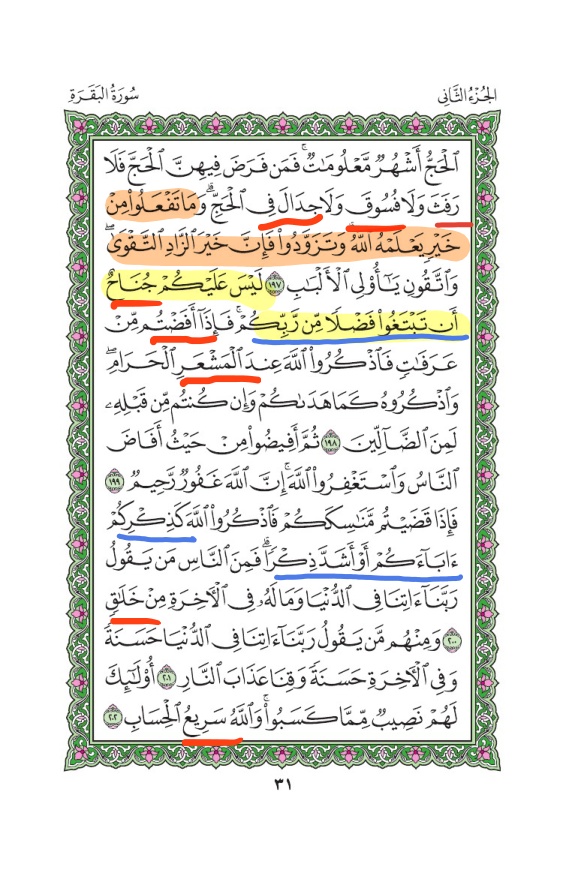 الجُزْءُ الثَّانِي
سُورَةُ البَقَرَةِ
ٱلْحَجُّ أَشْهُرٌ مَّعْلُومَٰتٌ ۚ فَمَن فَرَضَ فِيهِنَّ ٱلْحَجَّ فَلَا
رَفَثَ وَلَا فُسُوقَ وَلَا جِدَالَ فِي ٱلْحَجِّ ۗ وَمَا تَفْعَلُوا۟ مِنْ
خَيْرٍ يَعْلَمْهُ ٱللَّهُ ۗ وَتَزَوَّدُوا۟ فَإِنَّ خَيْرَ ٱلزَّادِ ٱلتَّقْوَىٰ ۚ
وَٱتَّقُونِ يَٰٓأُو۟لِي ٱلْأَلْبَٰبِ ١٩٧ لَيْسَ عَلَيْكُمْ جُنَاحٌ
أَن تَبْتَغُوا۟ فَضْلًا مِّن رَّبِّكُمْ ۚ فَإِذَآ أَفَضْتُم مِّنْ
عَرَفَٰتٍ فَٱذْكُرُوا۟ ٱللَّهَ عِندَ ٱلْمَشْعَرِ ٱلْحَرَامِ ۖ
وَٱذْكُرُوهُ كَمَا هَدَىٰكُمْ وَإِن كُنتُم مِّن قَبْلِهِۦ
لَمِنَ ٱلضَّآلِّينَ ١٩٨ ثُمَّ أَفِيضُوا۟ مِنْ حَيْثُ أَفَاضَ
ٱلنَّاسُ وَٱسْتَغْفِرُوا۟ ٱللَّهَ ۚ إِنَّ ٱللَّهَ غَفُورٌ رَّحِيمٌ ١٩٩
فَإِذَا قَضَيْتُم مَّنَٰسِكَكُمْ فَٱذْكُرُوا۟ ٱللَّهَ كَذِكْرِكُمْ
ءَابَآءَكُمْ أَوْ أَشَدَّ ذِكْرًا ۗ فَمِنَ ٱلنَّاسِ مَن يَقُولُ
رَبَّنَآ ءَاتِنَا فِي ٱلدُّنْيَا وَمَا لَهُۥ فِي ٱلْءَاخِرَةِ مِنْ خَلَٰقٍ
٢٠٠ وَمِنْهُم مَّن يَقُولُ رَبَّنَآ ءَاتِنَا فِي ٱلدُّنْيَا حَسَنَةً
وَفِي ٱلْءَاخِرَةِ حَسَنَةً وَقِنَا عَذَابَ ٱلنَّارِ ٢٠١ أُو۟لَٰٓئِكَ
لَهُمْ نَصِيبٌ مِّمَّا كَسَبُوا۟ ۚ وَٱللَّهُ سَرِيعُ ٱلْحِسَابِ ٢٠٢
٣١